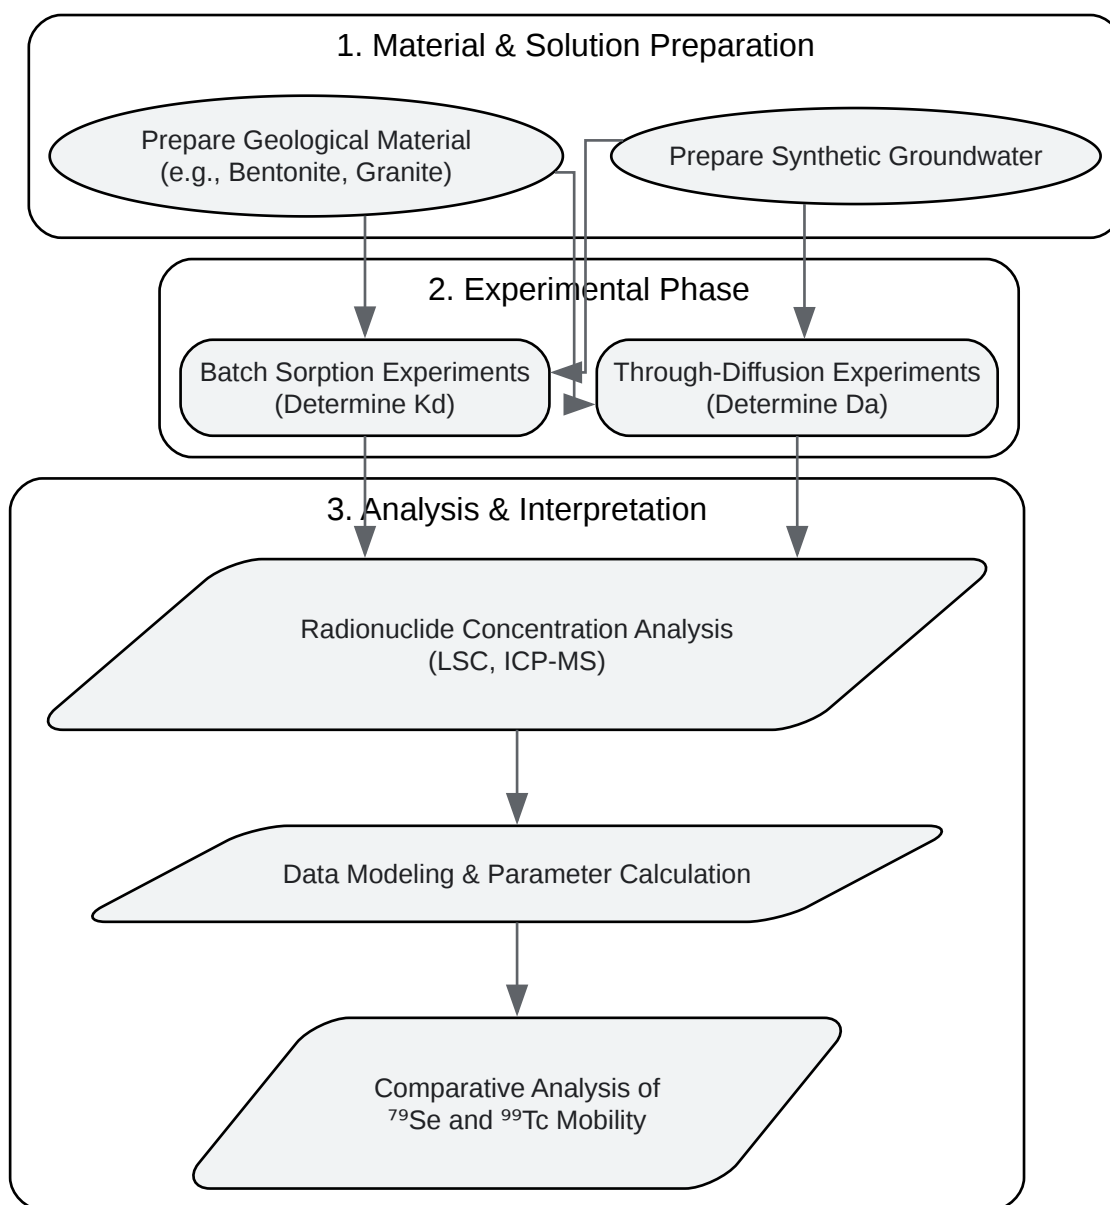 1. Material & Solution Preparation
Prepare Geological Material
(e.g., Bentonite, Granite)
Prepare Synthetic Groundwater
2. Experimental Phase
Batch Sorption Experiments
(Determine Kd)
Through-Diffusion Experiments
(Determine Da)
3. Analysis & Interpretation
Radionuclide Concentration Analysis
(LSC, ICP-MS)
Data Modeling & Parameter Calculation
Comparative Analysis of
⁷⁹Se and ⁹⁹Tc Mobility